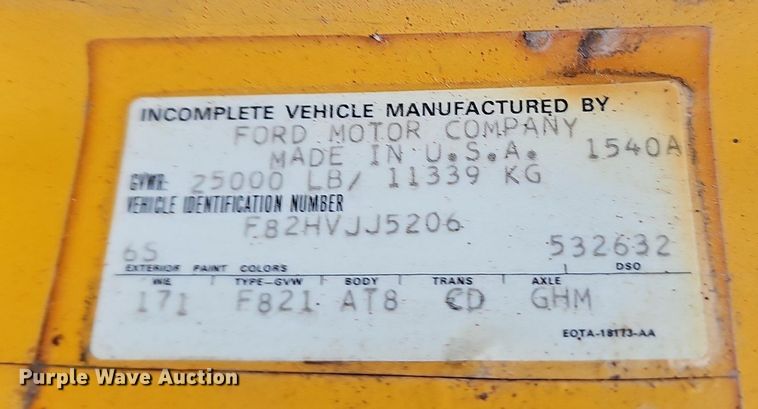 INCOMPLETE VEHICLE MANUFACTURED BY
FORD MOTOR COMPANY
MADE IN U.S.A. 1540A
GVWR: 25000 LB/ 11339 KG
VEHICLE IDENTIFICATION NUMBER
F82HVJJ5206
6S 532632
EXTERIOR PAINT COLORS DSO
W.B. TYPE-GVW BODY TRANS AXLE
171 F821 AT8 CD GHM
EOTA-18173-AA
Purple Wave Auction